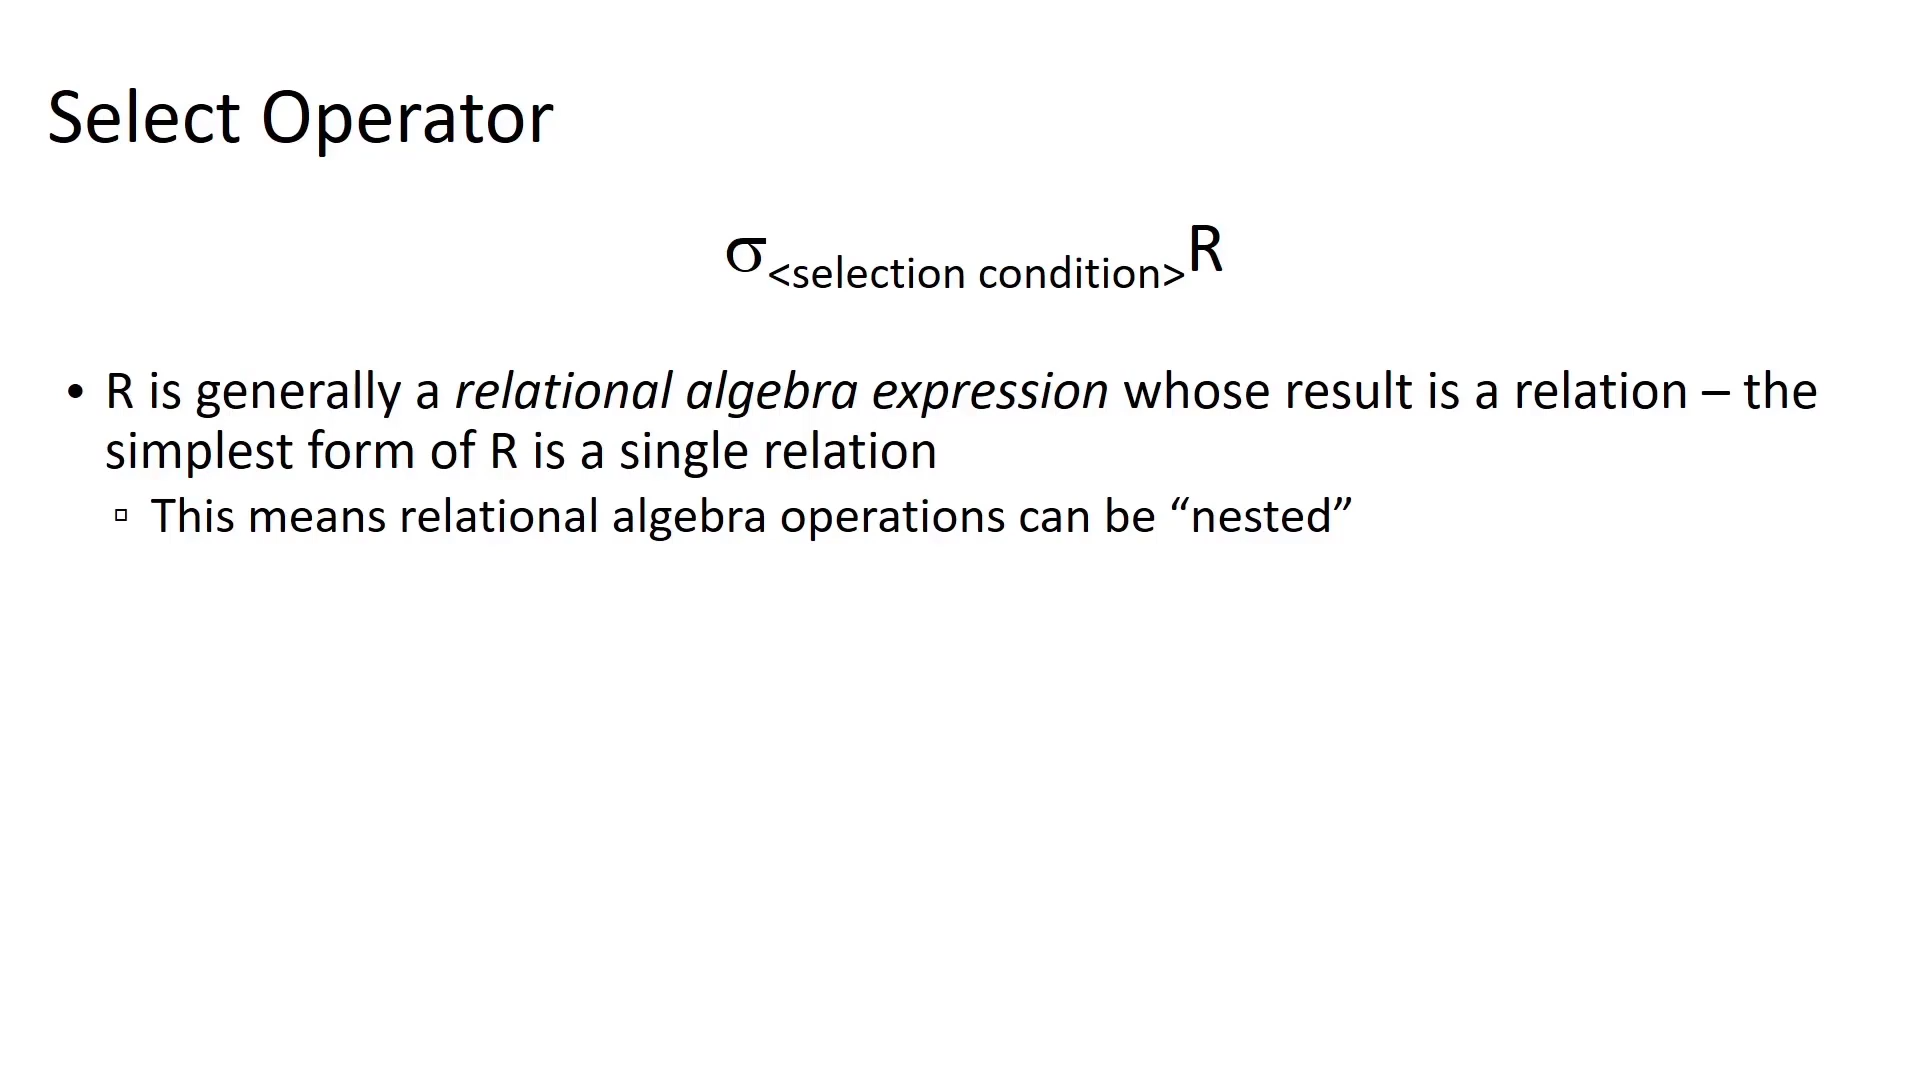 Select Operator
σ<selection condition>R
• R is generally a relational algebra expression whose result is a relation – the
simplest form of R is a single relation
▫ This means relational algebra operations can be “nested”